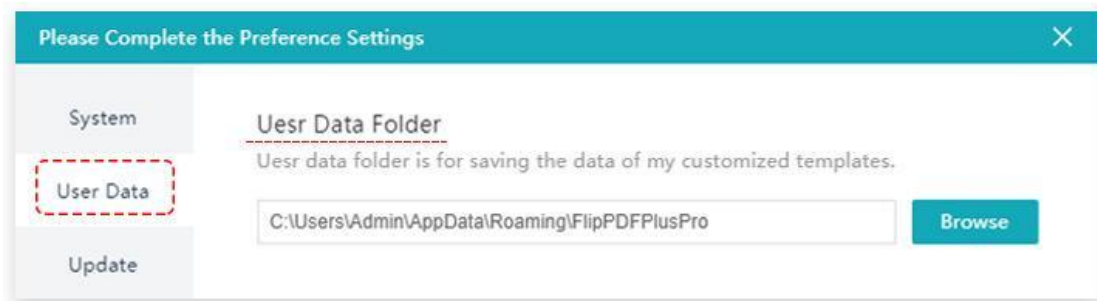 Please Complete the Preference Settings
System
User Data
Update
Uesr Data Folder
Uesr data folder is for saving the data of my customized templates.
C:\Users\Admin\AppData\Roaming\FlipPDFPlusPro
Browse